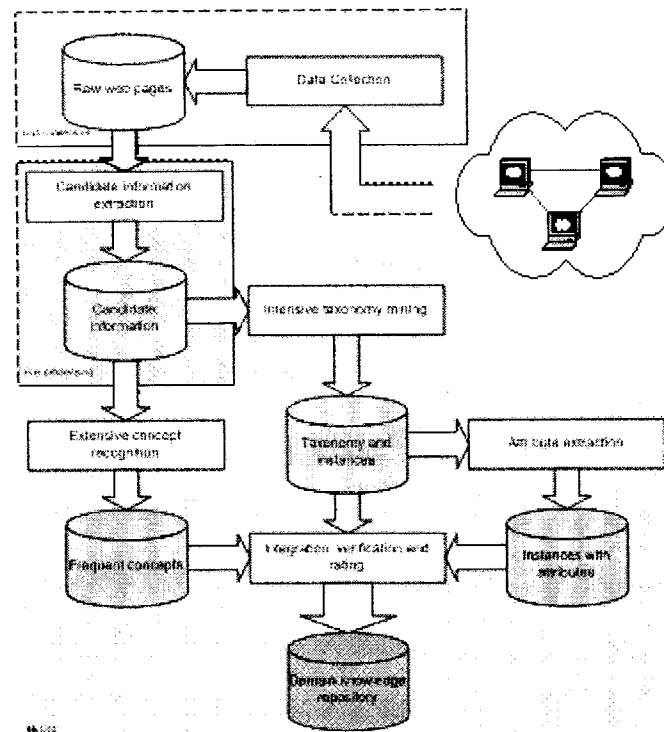 Raw web pages
Data Collection
Candidate information
extraction
Candidate
information
Intensive taxonomy mining
Extensive concept
recognition
Taxonomy and
instances
Attribute extraction
Frequent concepts
Integration, verification and
rating
Instances with
attributes
Domain knowledge
repository